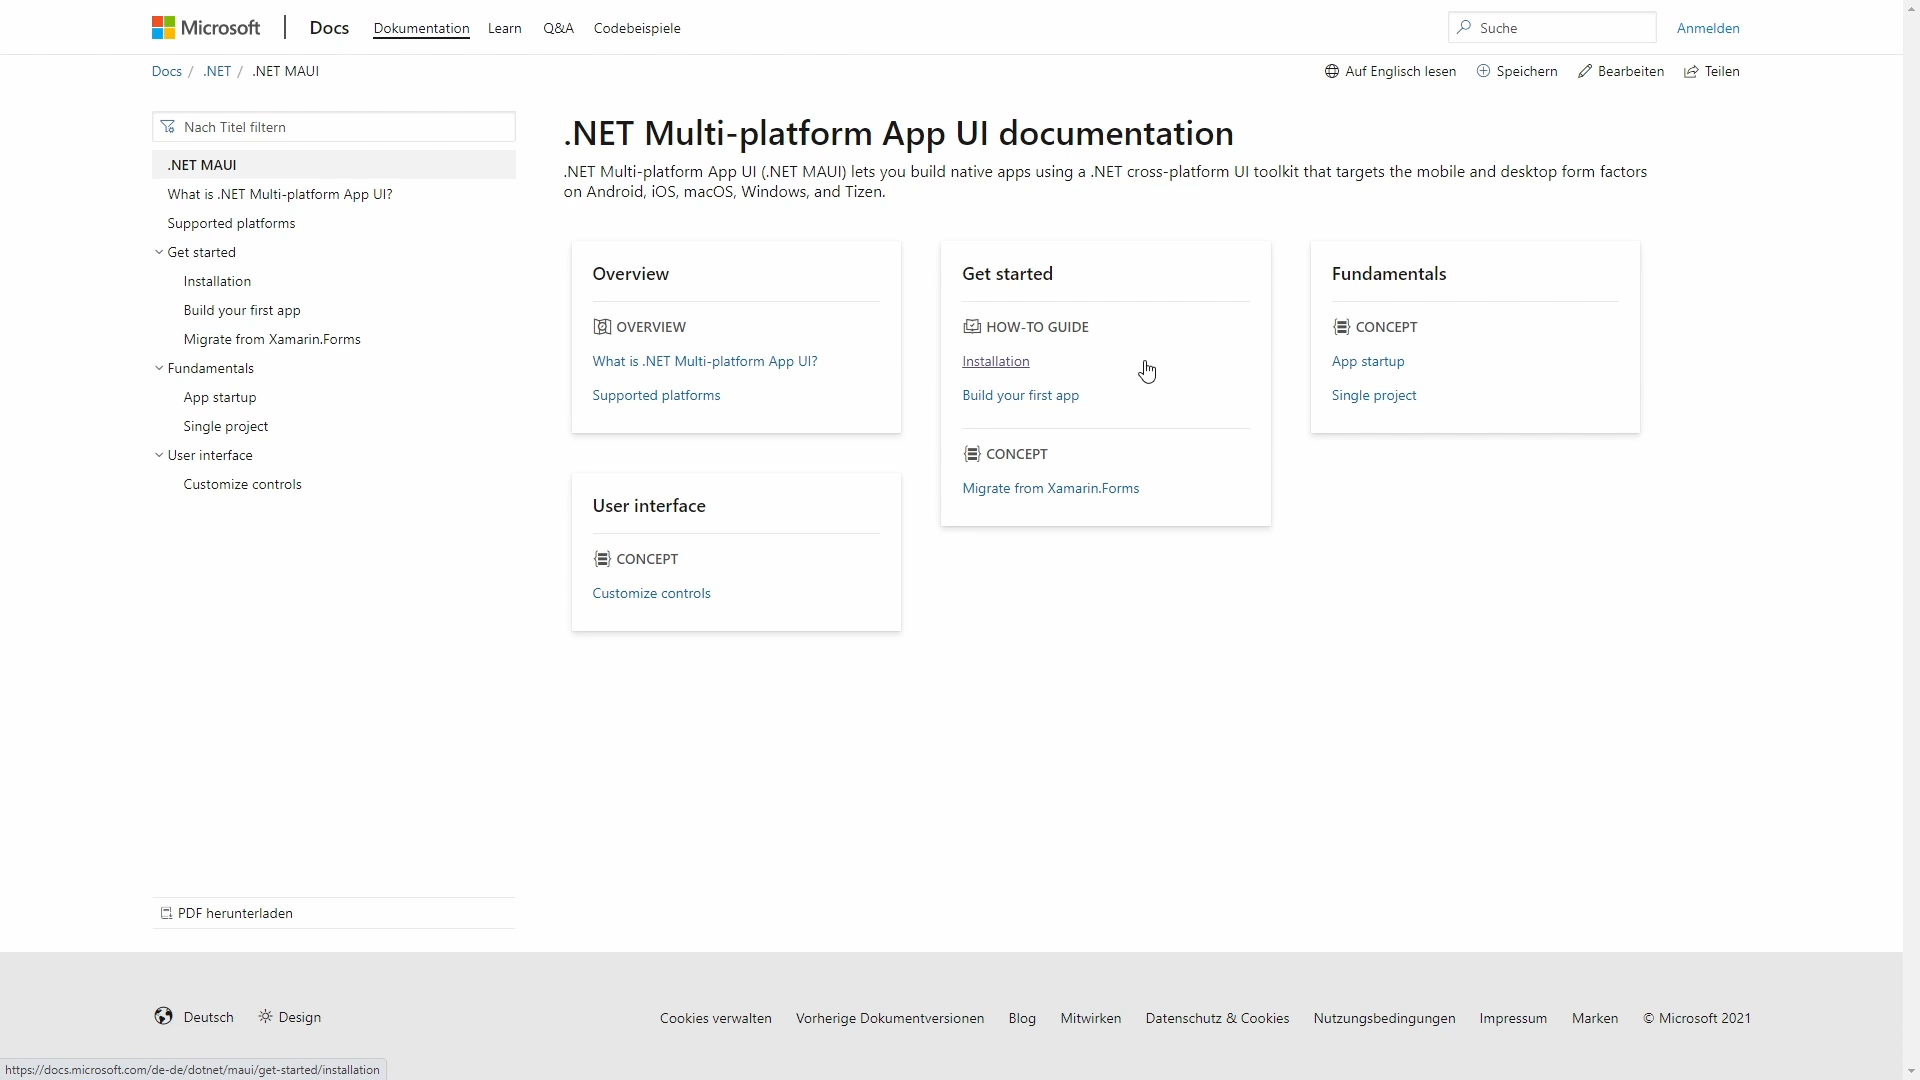 Microsoft
Docs
Dokumentation
Learn
Q&A
Codebeispiele
Suche
Anmelden
Docs / .NET / .NET MAUI
Auf Englisch lesen
Speichern
Bearbeiten
Teilen
Nach Titel filtern
.NET MAUI
What is .NET Multi-platform App UI?
Supported platforms
Get started
Installation
Build your first app
Migrate from Xamarin.Forms
Fundamentals
App startup
Single project
User interface
Customize controls
PDF herunterladen
.NET Multi-platform App UI documentation
.NET Multi-platform App UI (.NET MAUI) lets you build native apps using a .NET cross-platform UI toolkit that targets the mobile and desktop form factors
on Android, iOS, macOS, Windows, and Tizen.
Overview
OVERVIEW
What is .NET Multi-platform App UI?
Supported platforms
Get started
HOW-TO GUIDE
Installation
Build your first app
CONCEPT
Migrate from Xamarin.Forms
Fundamentals
CONCEPT
App startup
Single project
User interface
CONCEPT
Customize controls
Deutsch
Design
Cookies verwalten
Vorherige Dokumentversionen
Blog
Mitwirken
Datenschutz & Cookies
Nutzungsbedingungen
Impressum
Marken
© Microsoft 2021
https://docs.microsoft.com/de-de/dotnet/maui/get-started/installation